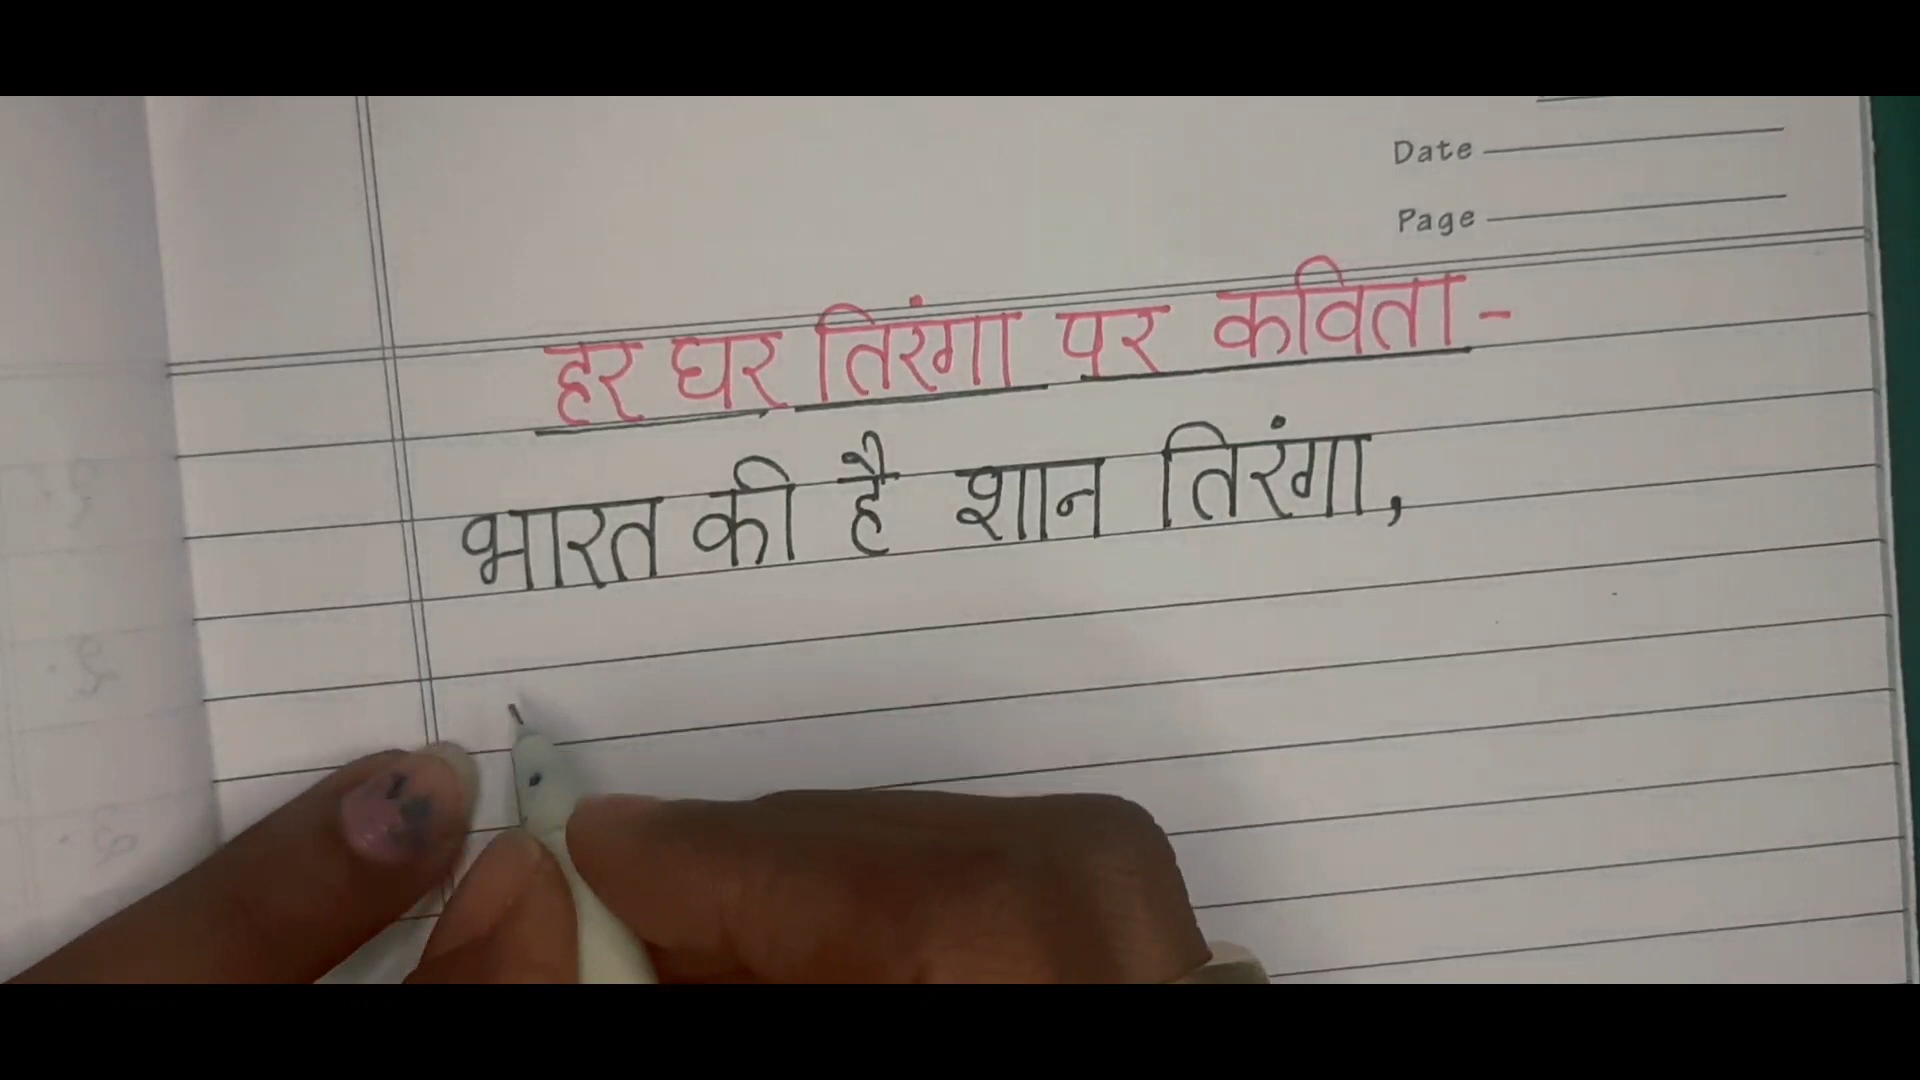 Date
Page
हर घर तिरंगा पर कविता -
भारत की है शान तिरंगा,